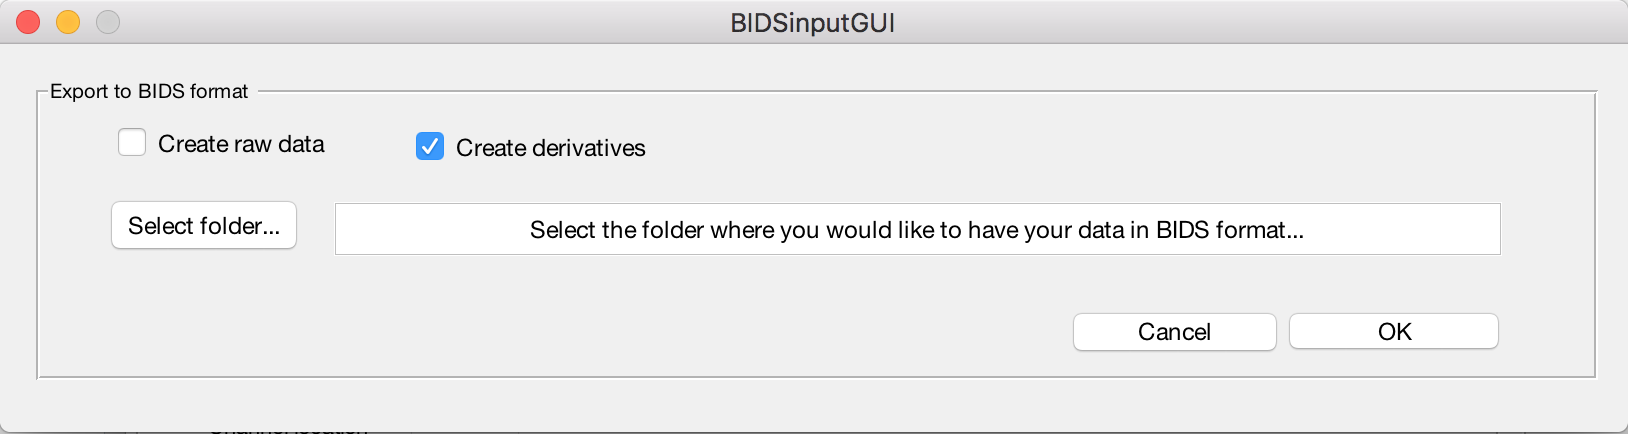 BIDSinputGUI
Export to BIDS format
Create raw data
Create derivatives
Select folder...
Select the folder where you would like to have your data in BIDS format...
Cancel
OK